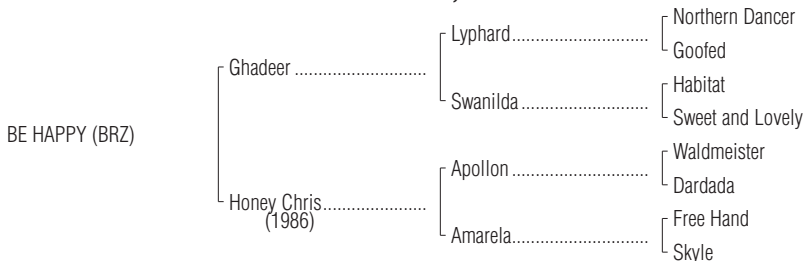 Northern Dancer
Lyphard
Goofed
Ghadeer
Habitat
Swanilda
Sweet and Lovely
BE HAPPY (BRZ)
Waldmeister
Apollon
Dardada
Honey Chris
(1986)
Free Hand
Amarela
Skyle